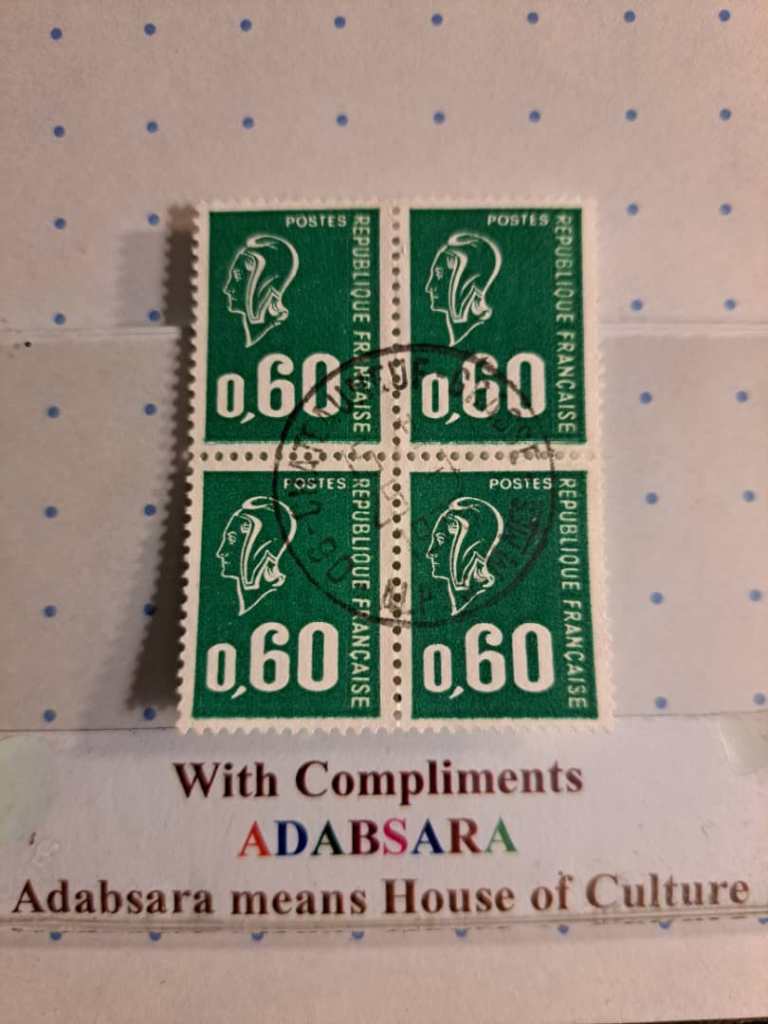 POSTES
REPUBLIQUE FRANÇAISE
0,60
POSTES
REPUBLIQUE FRANÇAISE
0,60
POSTES
REPUBLIQUE FRANÇAISE
0,60
POSTES
REPUBLIQUE FRANÇAISE
0,60
With Compliments
ADABSARA
Adabsara means House of Culture